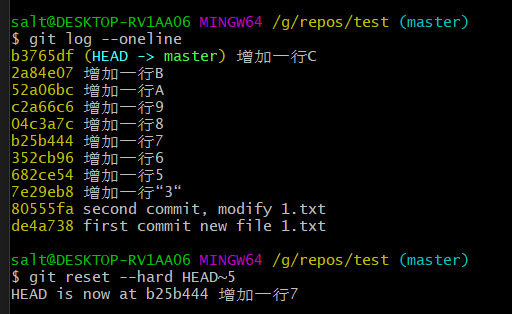 salt@DESKTOP-RV1AA06 MINGW64 /g/repos/test (master)
$ git log --oneline
b3765df (HEAD -> master) 增加一行C
2a84e07 增加一行B
52a06bc 增加一行A
c2a66c6 增加一行9
04c3a7c 增加一行8
b25b444 增加一行7
352cb96 增加一行6
682ce54 增加一行5
7e29eb8 增加一行“3“
80555fa second commit, modify 1.txt
de4a738 first commit new file 1.txt
salt@DESKTOP-RV1AA06 MINGW64 /g/repos/test (master)
$ git reset --hard HEAD~5
HEAD is now at b25b444 增加一行7